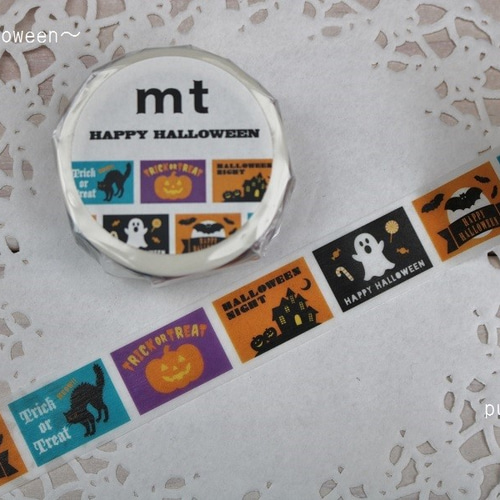 oween～
mt
HAPPY HALLOWEEN
Trick
or
Treat
TRICK OR TREAT
HALLOWEEN
NIGHT
HAPPY HALLOWEEN
Trick
or
Treat
TRICK OR TREAT
HALLOWEEN
NIGHT
HAPPY HALLOWEEN
HAPPY
HALLOWEEN
pu